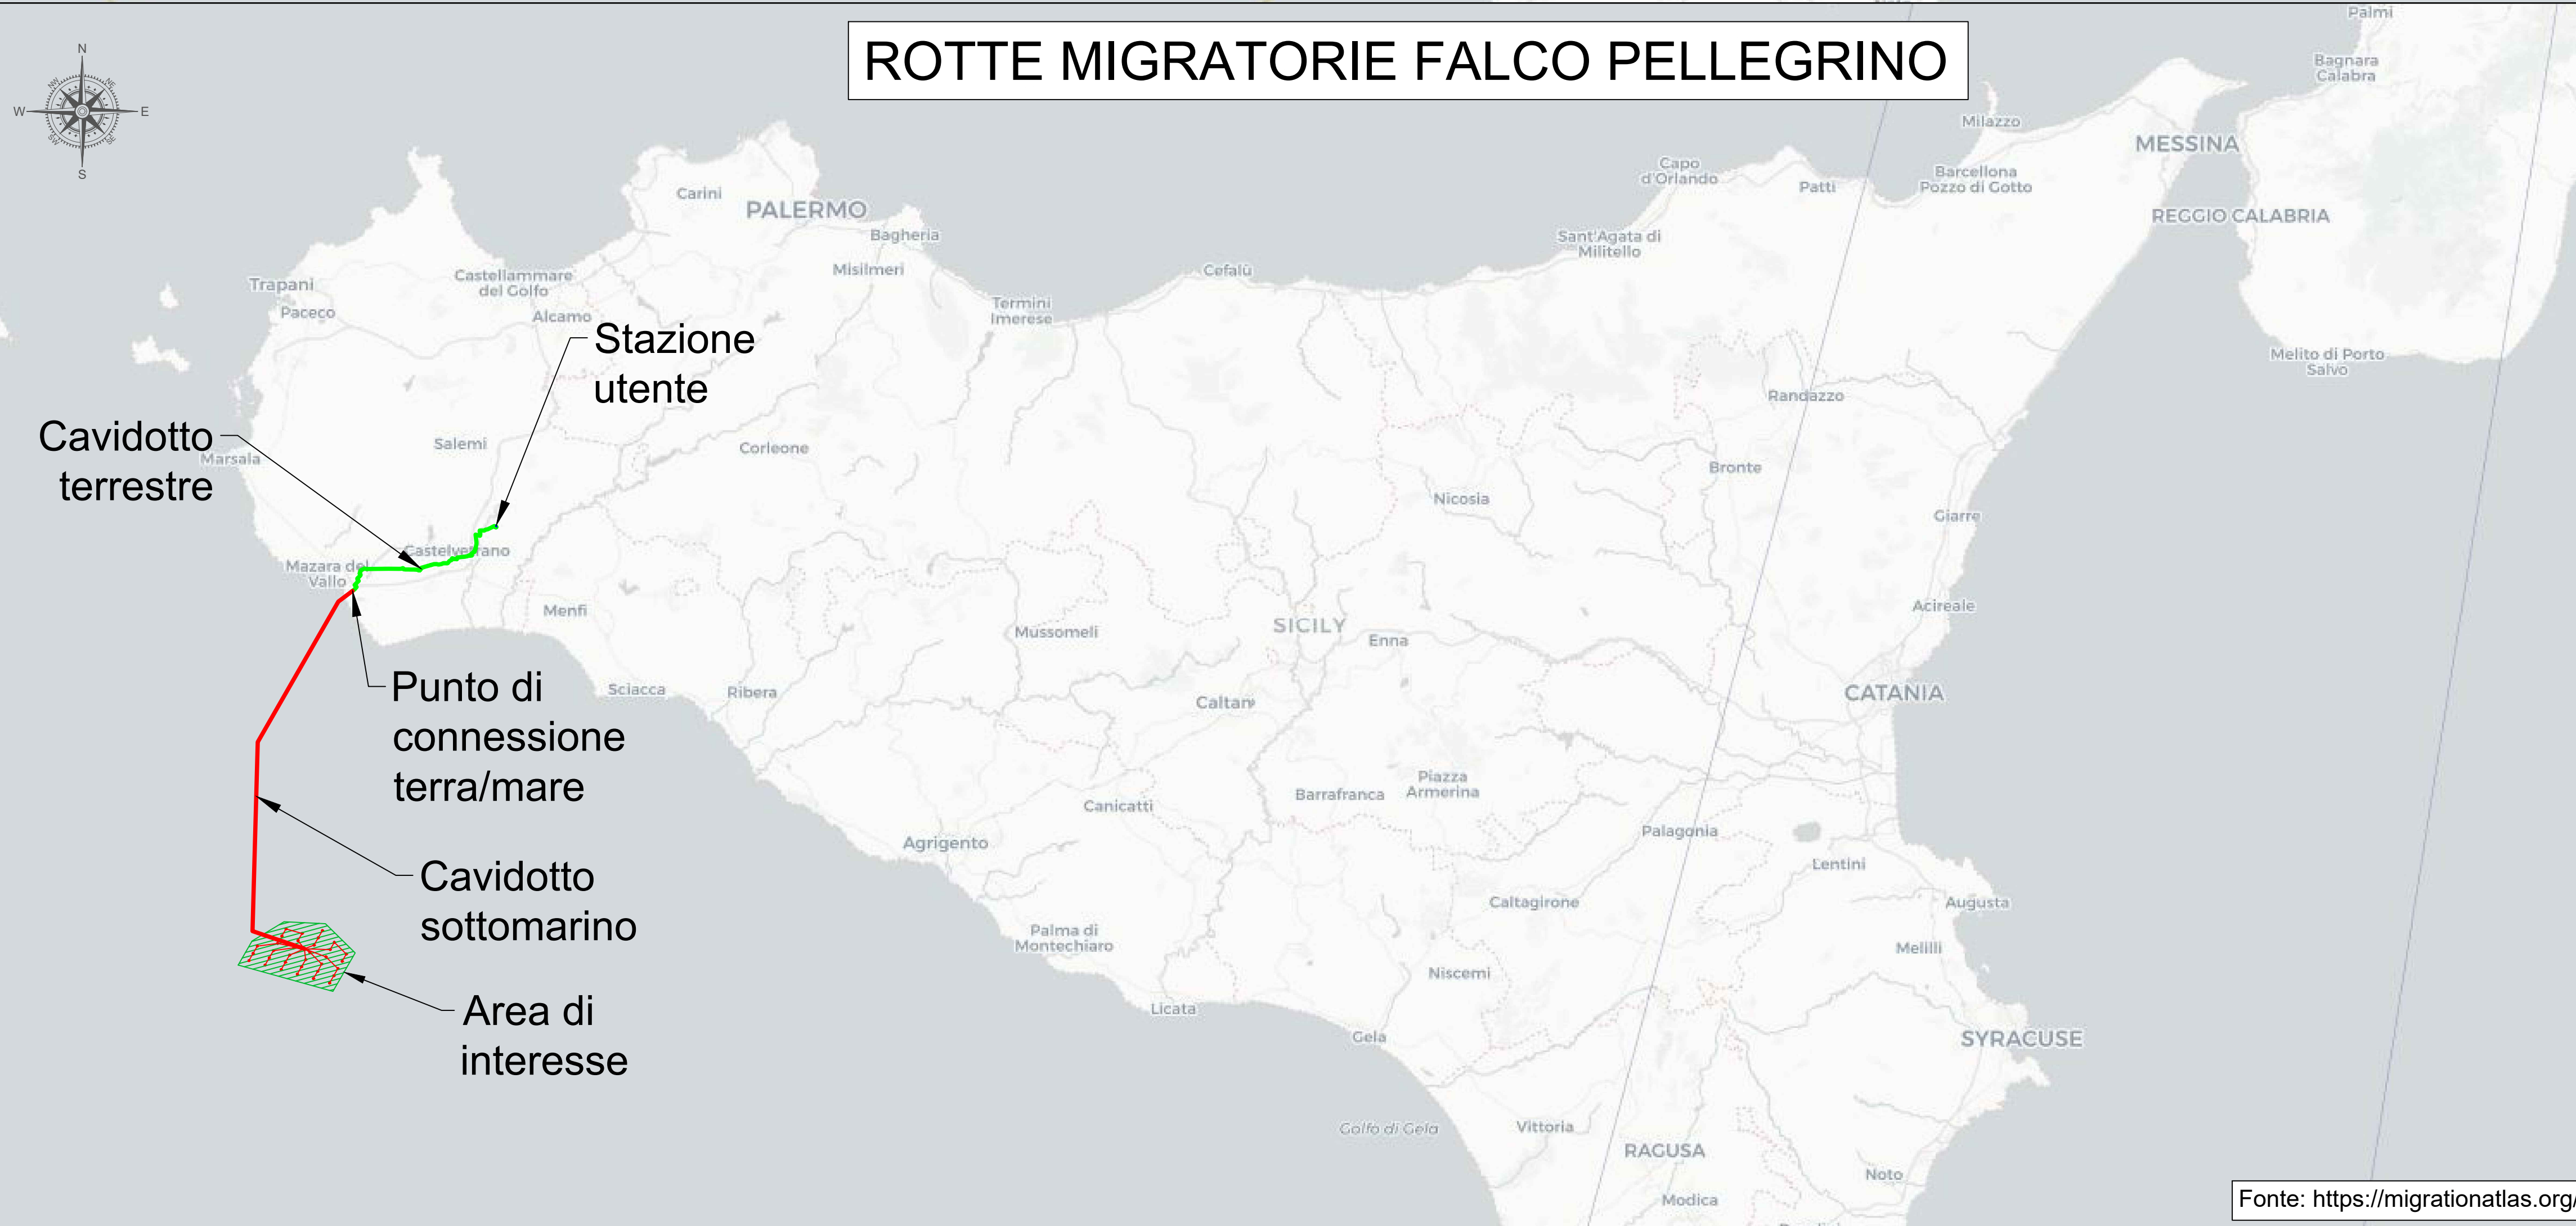 Palmi
ROTTE MIGRATORIE FALCO PELLEGRINO
N
NE
E
SE
S
SW
W
NW
Bagnara
Calabra
Milazzo
MESSINA
Capo
d'Orlando
Patti
Barcellona
Pozzo di Gotto
REGGIO CALABRIA
Carini
PALERMO
Bagheria
Misilmeri
Sant'Agata di
Militello
Cefalù
Trapani
Paceco
Castellammare
del Golfo
Alcamo
Termini
Imerese
Melito di Porto
Salvo
Stazione
utente
Randazzo
Cavidotto
terrestre
Marsala
Salemi
Corleone
Bronte
Nicosia
Giarre
Castelvetrano
Mazara del
Vallo
Menfi
Acireale
Mussomeli
SICILY
Enna
Punto di
connessione
terra/mare
Sciacca
Ribera
Caltan
CATANIA
Piazza
Armerina
Barrafranca
Canicattì
Palagonia
Agrigento
Lentini
Cavidotto
sottomarino
Caltagirone
Augusta
Palma di
Montechiaro
Melilli
Niscemi
Area di
interesse
Licata
Gela
SYRACUSE
Golfo di Gela
Vittoria
RAGUSA
Noto
Modica
Fonte: https://migrationatlas.org/